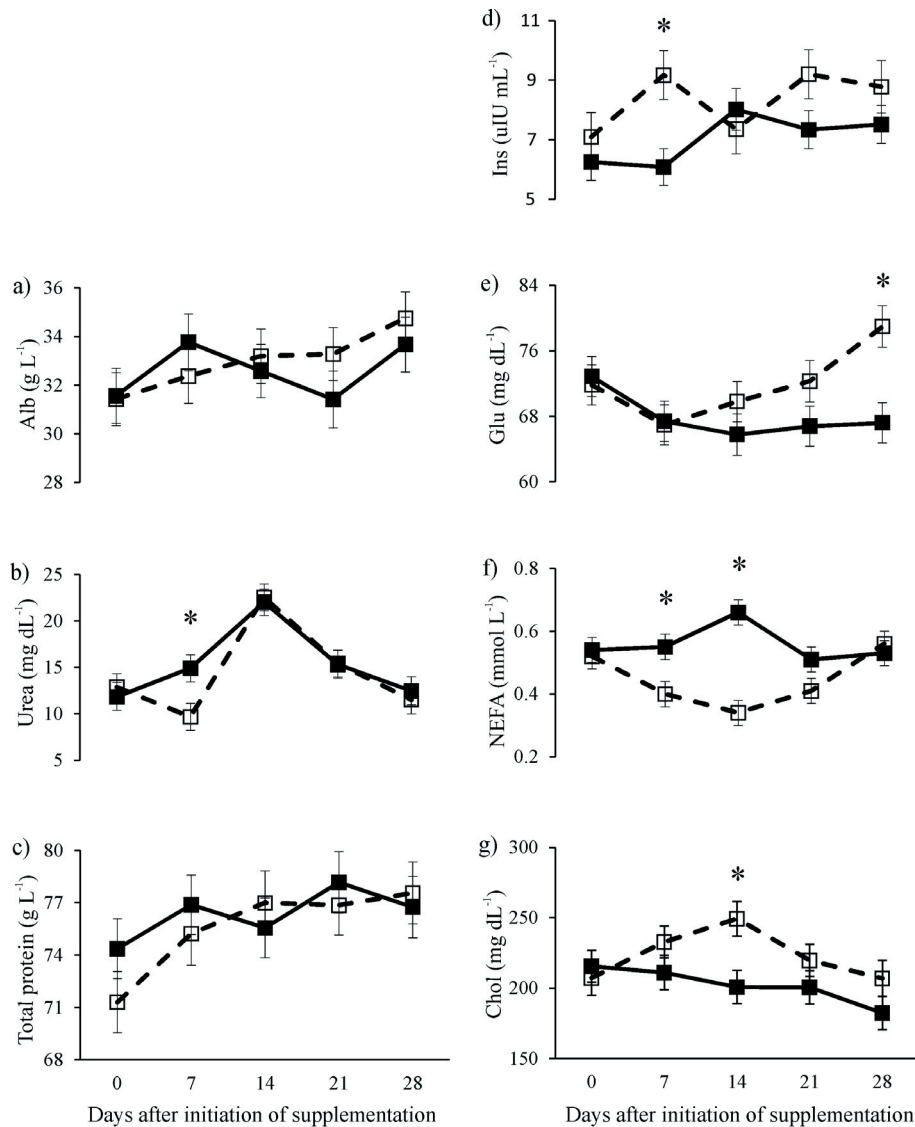 a)
Alb (g L⁻¹)
36
34
32
30
28
b)
*
Urea (mg dL⁻¹)
25
20
15
10
5
c)
Total protein (g L⁻¹)
80
77
74
71
68
0 7 14 21 28
Days after initiation of supplementation
d)
*
Ins (uIU mL⁻¹)
11
9
7
5
e)
*
Glu (mg dL⁻¹)
84
76
68
60
f)
* *
NEFA (mmol L⁻¹)
0.8
0.6
0.4
0.2
g)
*
Chol (mg dL⁻¹)
300
250
200
150
0 7 14 21 28
Days after initiation of supplementation